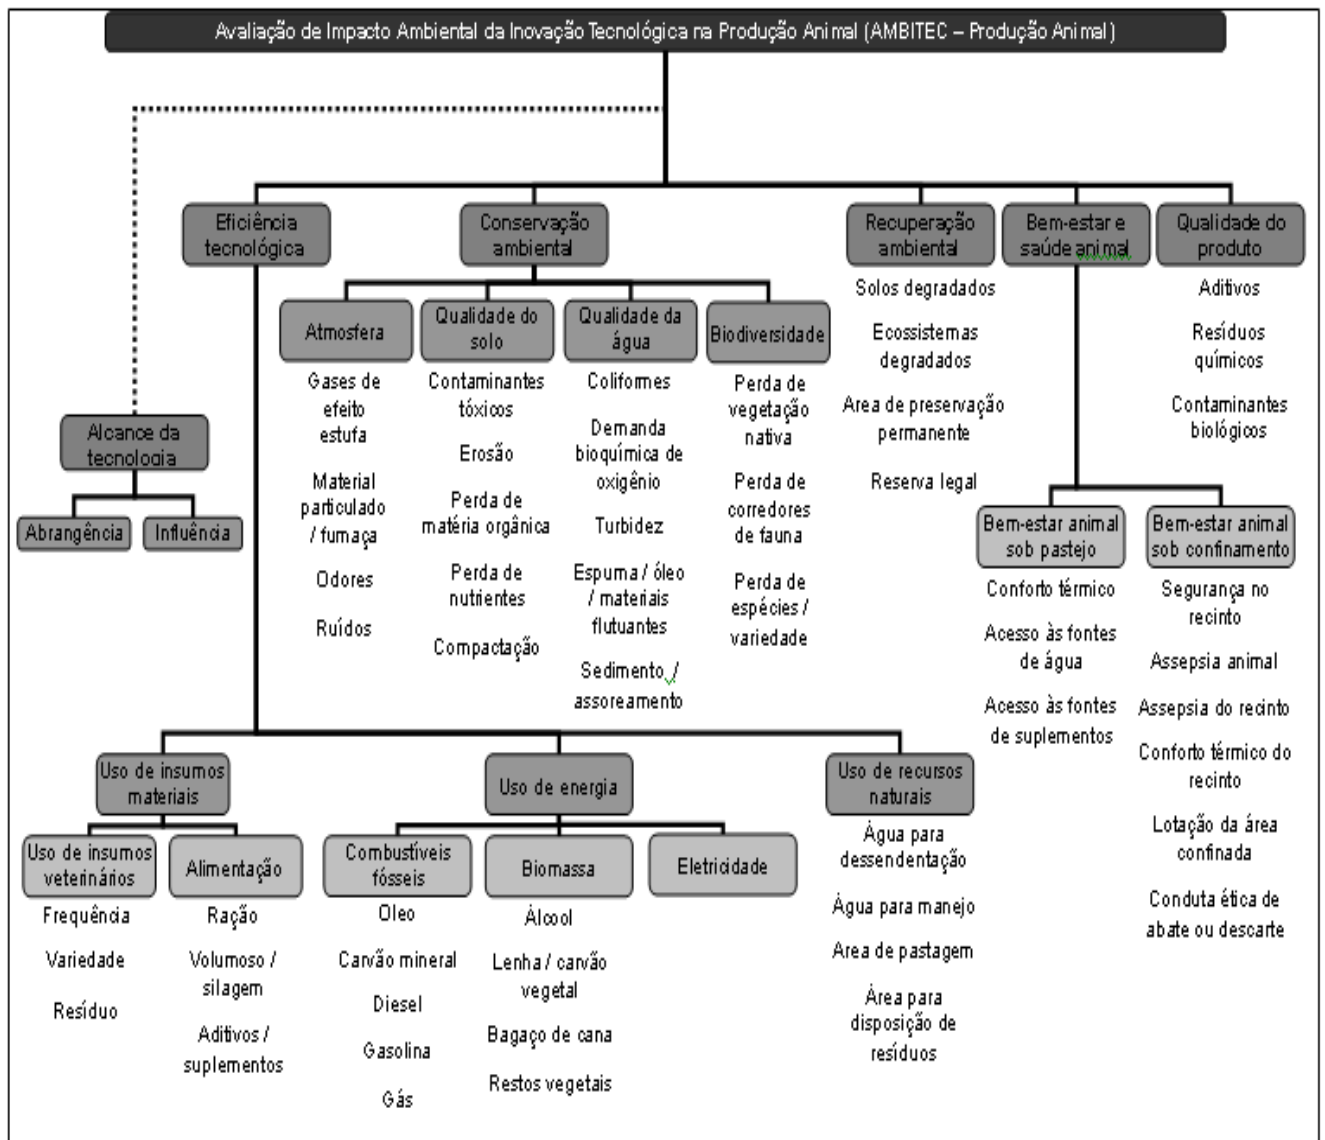 Avaliação de Impacto Ambiental da Inovação Tecnológica na Produção Animal (AMBITEC – Produção Animal)
Eficiência
tecnológica
Conservação
ambiental
Recuperação
ambiental
Bem-estar e
saúde animal
Qualidade do
produto
Alcance da
tecnologia
Abrangência
Influência
Atmosfera
Gases de
efeito
estufa
Material
particulado
/ fumaça
Odores
Ruídos
Qualidade do
solo
Contaminantes
tóxicos
Erosão
Perda de
matéria orgânica
Perda de
nutrientes
Compactação
Qualidade da
água
Coliformes
Demanda
bioquímica de
oxigênio
Turbidez
Espuma / óleo
/ materiais
flutuantes
Sedimento /
assoreamento
Biodiversidade
Perda de
vegetação
nativa
Perda de
corredores
de fauna
Perda de
espécies /
variedade
Solos degradados
Ecossistemas
degradados
Area de preservação
permanente
Reserva legal
Aditivos
Resíduos
químicos
Contaminantes
biológicos
Bem-estar animal
sob pastejo
Conforto térmico
Acesso às fontes
de água
Acesso às fontes
de suplementos
Bem-estar animal
sob confinamento
Segurança no
recinto
Assepsia animal
Assepsia do recinto
Conforto térmico do
recinto
Lotação da área
confinada
Conduta ética de
abate ou descarte
Uso de insumos
materiais
Uso de insumos
veterinários
Frequência
Variedade
Resíduo
Alimentação
Ração
Volumoso /
silagem
Aditivos /
suplementos
Uso de energia
Combustíveis
fósseis
Oleo
Carvão mineral
Diesel
Gasolina
Gás
Biomassa
Álcool
Lenha / carvão
vegetal
Bagaço de cana
Restos vegetais
Eletricidade
Uso de recursos
naturais
Água para
dessendentação
Água para manejo
Area de pastagem
Área para
disposição de
resíduos